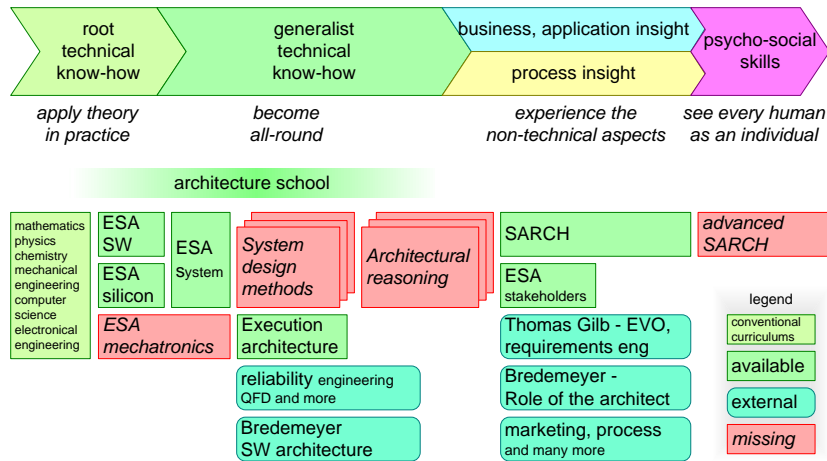 root
technical
know-how
generalist
technical
know-how
business, application insight
process insight
psycho-social
skills
apply theory
in practice
become
all-round
experience the
non-technical aspects
see every human
as an individual
architecture school
mathematics
physics
chemistry
mechanical
engineering
computer
science
electronical
engineering
ESA
SW
ESA
silicon
ESA
mechatronics
ESA
System
System
design
methods
Execution
architecture
reliability engineering
QFD and more
Bredemeyer
SW architecture
Architectural
reasoning
SARCH
ESA
stakeholders
Thomas Gilb - EVO,
requirements eng
Bredemeyer -
Role of the architect
marketing, process
and many more
advanced
SARCH
legend
conventional
curriculums
available
external
missing